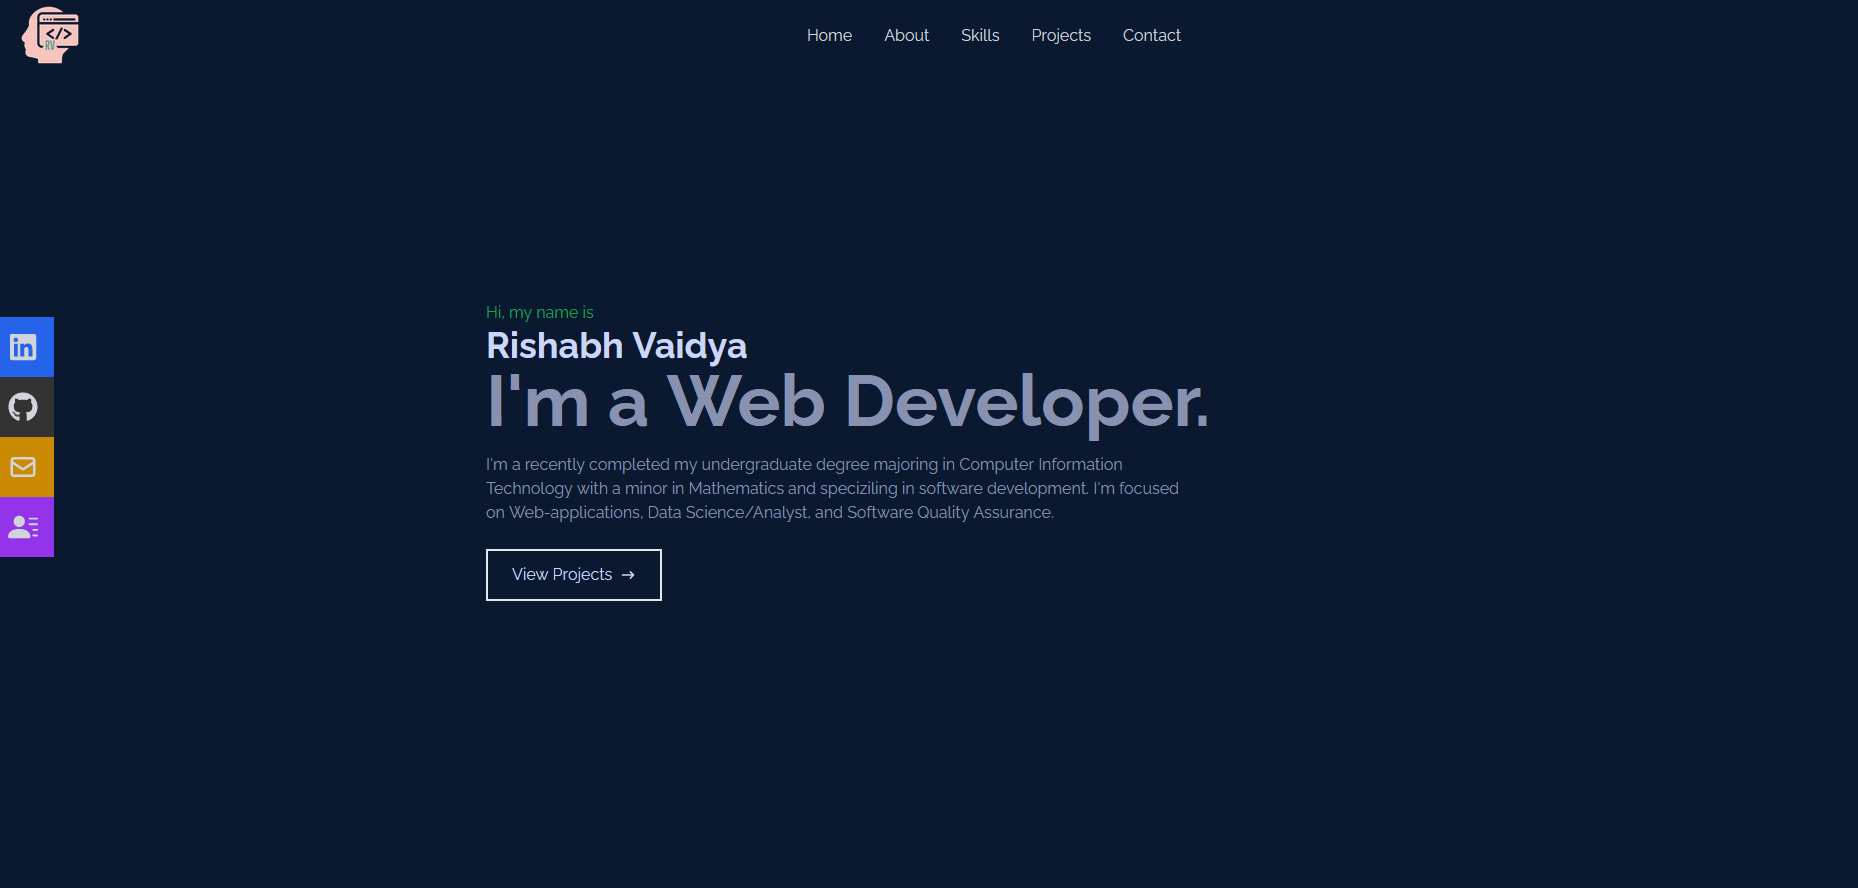 </>
RV
Home About Skills Projects Contact
Hi, my name is
Rishabh Vaidya
I'm a Web Developer.
I'm a recently completed my undergraduate degree majoring in Computer Information
Technology with a minor in Mathematics and speciziling in software development. I'm focused
on Web-applications, Data Science/Analyst, and Software Quality Assurance.
View Projects →
in